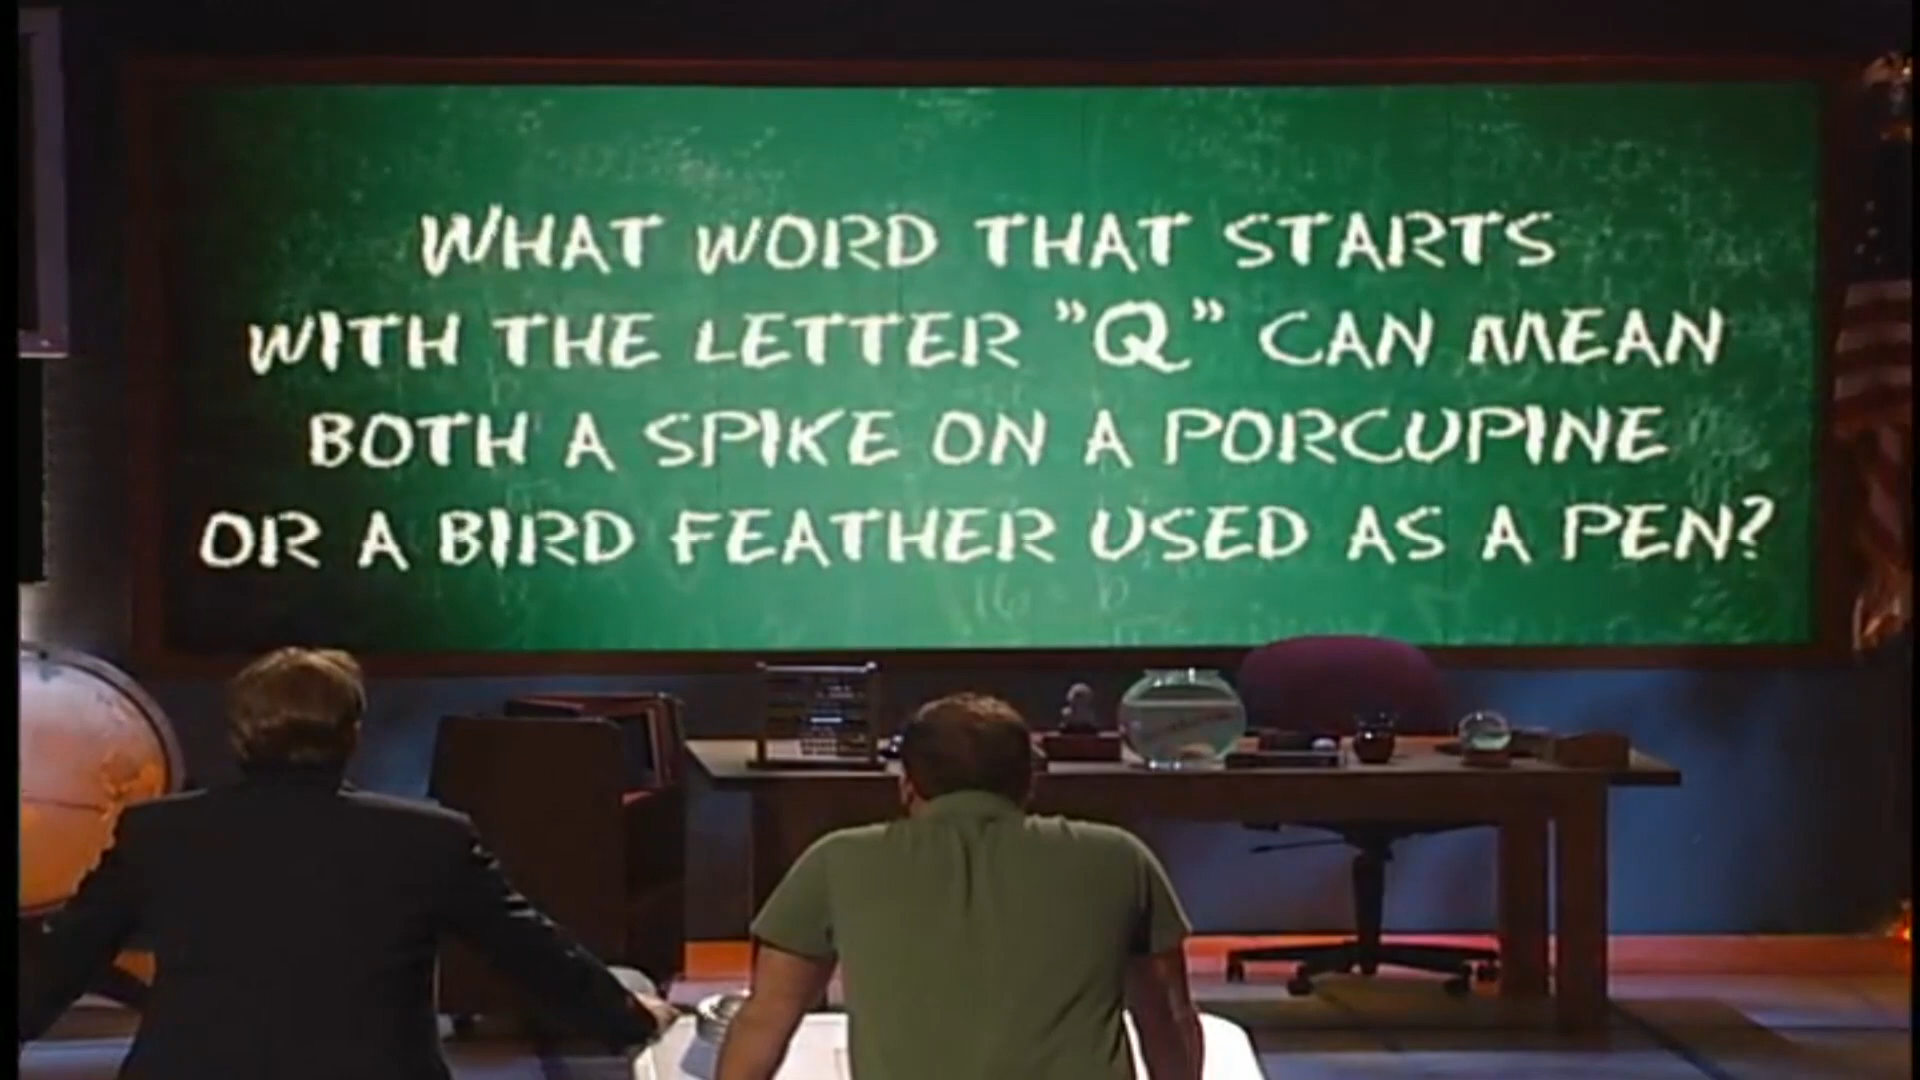 WHAT WORD THAT STARTS
WITH THE LETTER "Q" CAN MEAN
BOTH A SPIKE ON A PORCUPINE
OR A BIRD FEATHER USED AS A PEN?